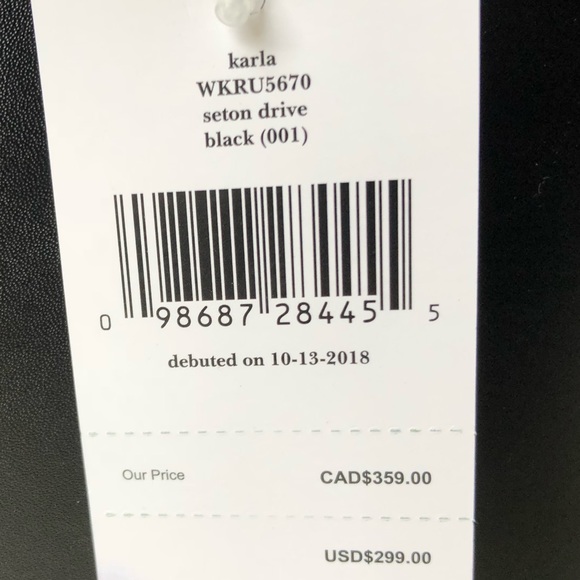 karla
WKRU5670
seton drive
black (001)
0 98687 28445 5
debuted on 10-13-2018
Our Price CAD$359.00
USD$299.00